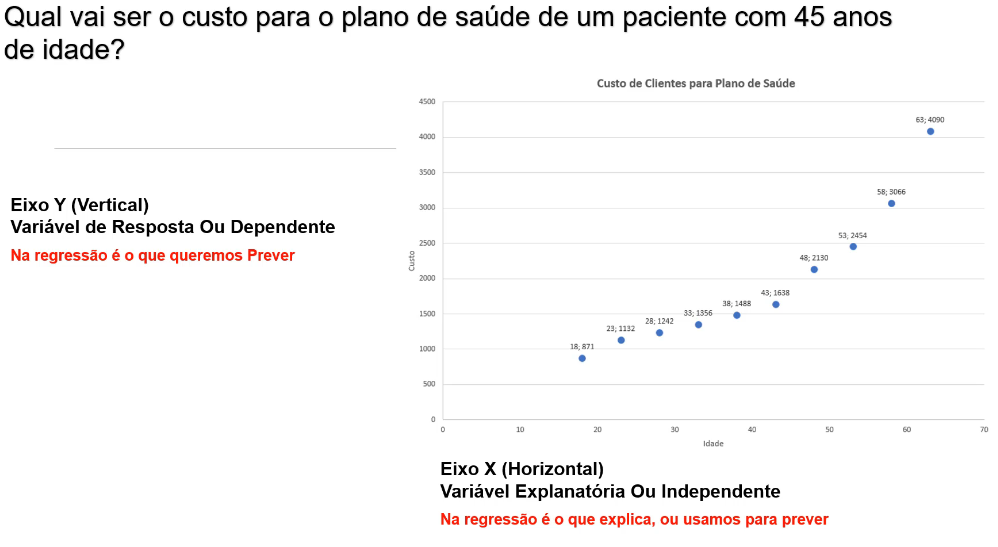 Qual vai ser o custo para o plano de saúde de um paciente com 45 anos
de idade?
Custo de Clientes para Plano de Saúde
4500
4000
3500
3000
2500
2000
1500
1000
500
0
Custo
63; 4090
58; 3066
53; 2454
48; 2130
43; 1638
38; 1488
33; 1356
28; 1242
23; 1132
18; 871
0 10 20 30 40 50 60 70
Idade
Eixo Y (Vertical)
Variável de Resposta Ou Dependente
Na regressão é o que queremos Prever
Eixo X (Horizontal)
Variável Explanatória Ou Independente
Na regressão é o que explica, ou usamos para prever